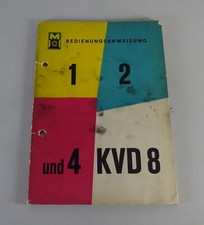 BEDIENUNGSANWEISUNG
1 2
und 4 KVD 8